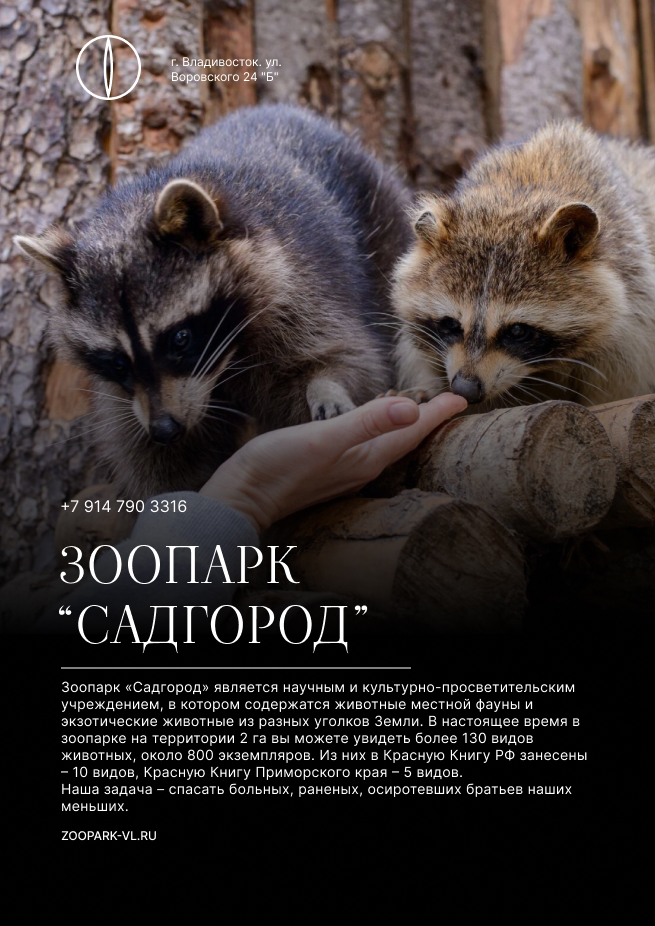 г. Владивосток. ул.
Воровского 24 "Б"
+7 914 790 3316
ЗООПАРК
“САДГОРОД”
Зоопарк «Садгород» является научным и культурно-просветительским
учреждением, в котором содержатся животные местной фауны и
экзотические животные из разных уголков Земли. В настоящее время в
зоопарке на территории 2 га вы можете увидеть более 130 видов
животных, около 800 экземпляров. Из них в Красную Книгу РФ занесены
– 10 видов, Красную Книгу Приморского края – 5 видов.
Наша задача – спасать больных, раненых, осиротевших братьев наших
меньших.
ZOOPARK-VL.RU